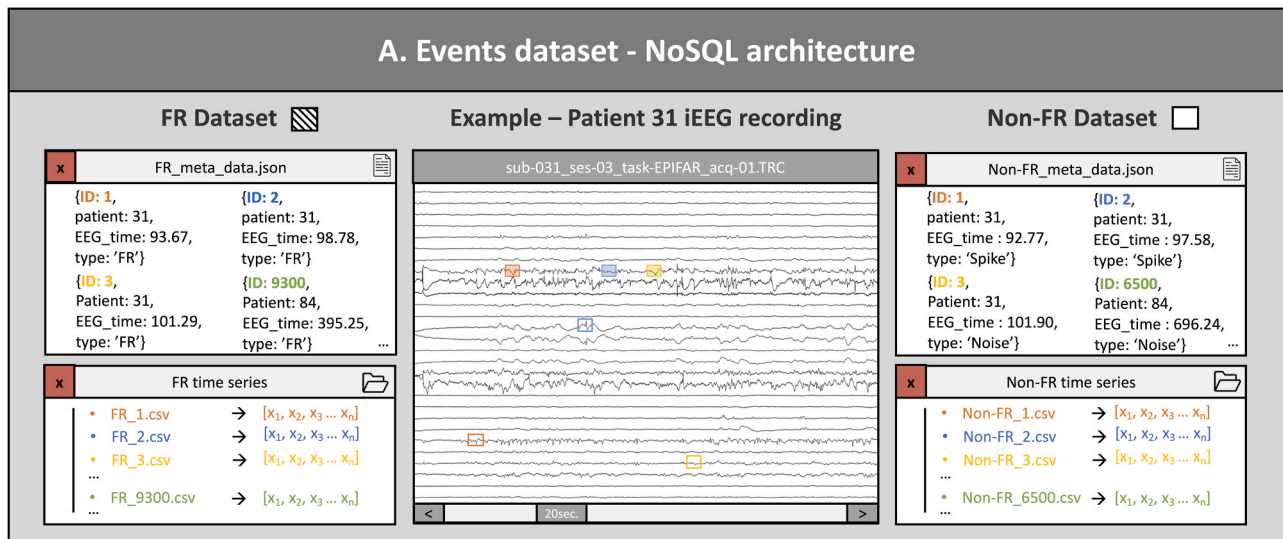 A. Events dataset - NoSQL architecture
FR Dataset
Example – Patient 31 iEEG recording
Non-FR Dataset
x
FR_meta_data.json
{ID: 1,
patient: 31,
EEG_time: 93.67,
type: 'FR'}
{ID: 2,
patient: 31,
EEG_time: 98.78,
type: 'FR'}
{ID: 3,
Patient: 31,
EEG_time: 101.29,
type: 'FR'}
{ID: 9300,
Patient: 84,
EEG_time: 395.25,
type: 'FR'}
...
x
FR time series
• FR_1.csv → [x₁, x₂, x₃ ... xₙ]
• FR_2.csv → [x₁, x₂, x₃ ... xₙ]
• FR_3.csv → [x₁, x₂, x₃ ... xₙ]
...
• FR_9300.csv → [x₁, x₂, x₃ ... xₙ]
...
sub-031_ses-03_task-EPIFAR_acq-01.TRC
< 20sec. >
x
Non-FR_meta_data.json
{ID: 1,
patient: 31,
EEG_time : 92.77,
type: ‘Spike’}
{ID: 2,
patient: 31,
EEG_time : 97.58,
type: ‘Spike’}
{ID: 3,
Patient: 31,
EEG_time : 101.90,
type: ‘Noise’}
{ID: 6500,
Patient: 84,
EEG_time : 696.24,
type: ‘Noise’}
...
x
Non-FR time series
• Non-FR_1.csv → [x₁, x₂, x₃ ... xₙ]
• Non-FR_2.csv → [x₁, x₂, x₃ ... xₙ]
• Non-FR_3.csv → [x₁, x₂, x₃ ... xₙ]
...
• Non-FR_6500.csv → [x₁, x₂, x₃ ... xₙ]
...